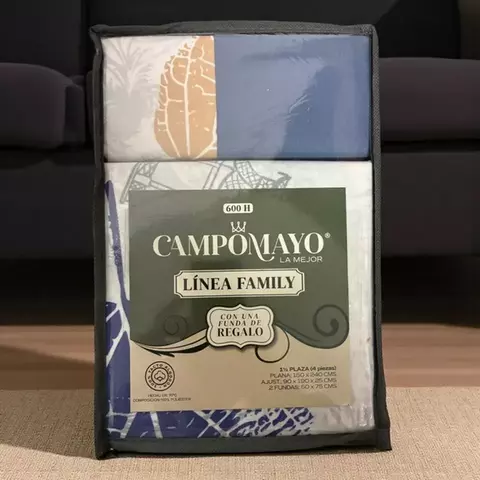 600 H
CAMPOMAYO®
LA MEJOR
LÍNEA FAMILY
CON UNA
FUNDA DE
REGALO
1½ PLAZA (4 piezas)
PLANA: 150 x 240 CMS.
AJUST.: 90 x 190 x 25 CMS.
2 FUNDAS: 50 x 75 CMS.